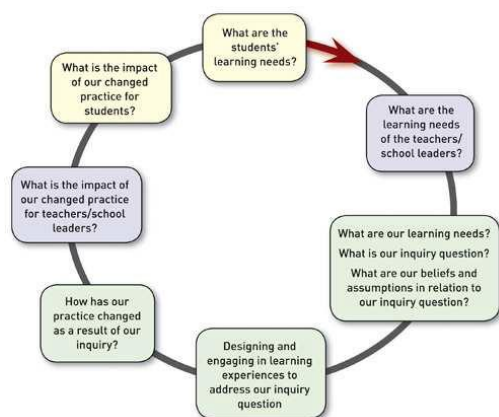 What are the
students'
learning needs?
What are the
learning needs
of the teachers/
school leaders?
What are our learning needs?
What is our inquiry question?
What are our beliefs and
assumptions in relation to
our inquiry question?
Designing and
engaging in learning
experiences to
address our inquiry
question
How has our
practice changed
as a result of our
inquiry?
What is the impact of
our changed practice
for teachers/school
leaders?
What is the impact
of our changed
practice for
students?